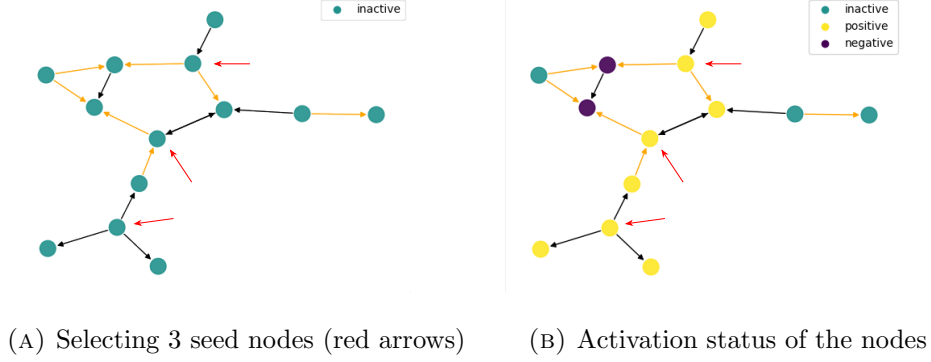 inactive
inactive
positive
negative
(A) Selecting 3 seed nodes (red arrows)
(B) Activation status of the nodes